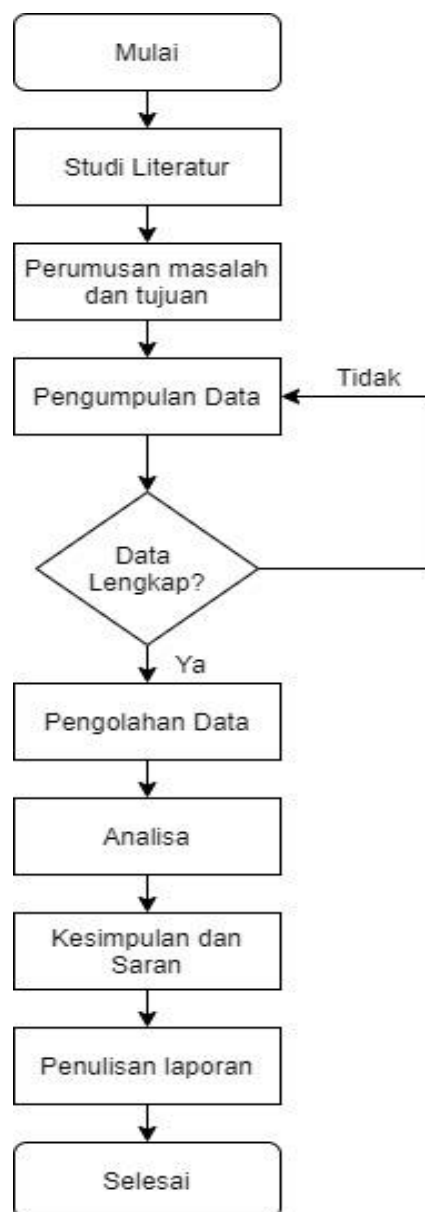 Mulai
Studi Literatur
Perumusan masalah
dan tujuan
Pengumpulan Data
Tidak
Data
Lengkap?
Ya
Pengolahan Data
Analisa
Kesimpulan dan
Saran
Penulisan laporan
Selesai